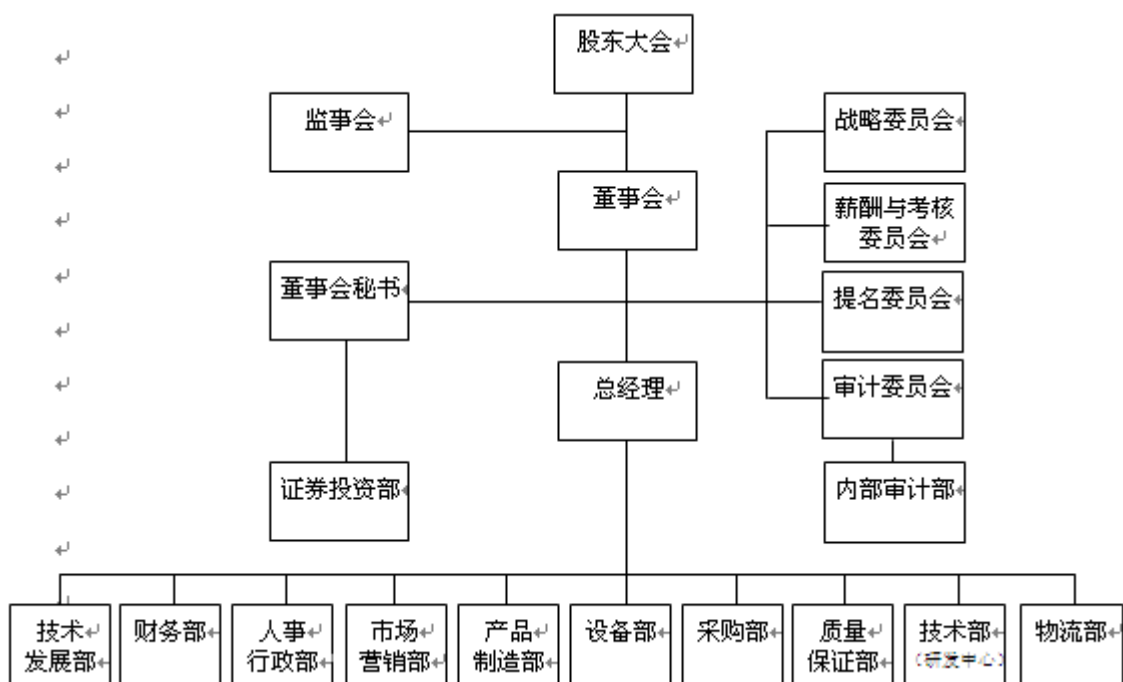 股东大会
监事会
战略委员会
董事会
薪酬与考核
委员会
董事会秘书
提名委员会
总经理
审计委员会
证券投资部
内部审计部
技术
发展部
财务部
人事
行政部
市场
营销部
产品
制造部
设备部
采购部
质量
保证部
技术部
（研发中心）
物流部